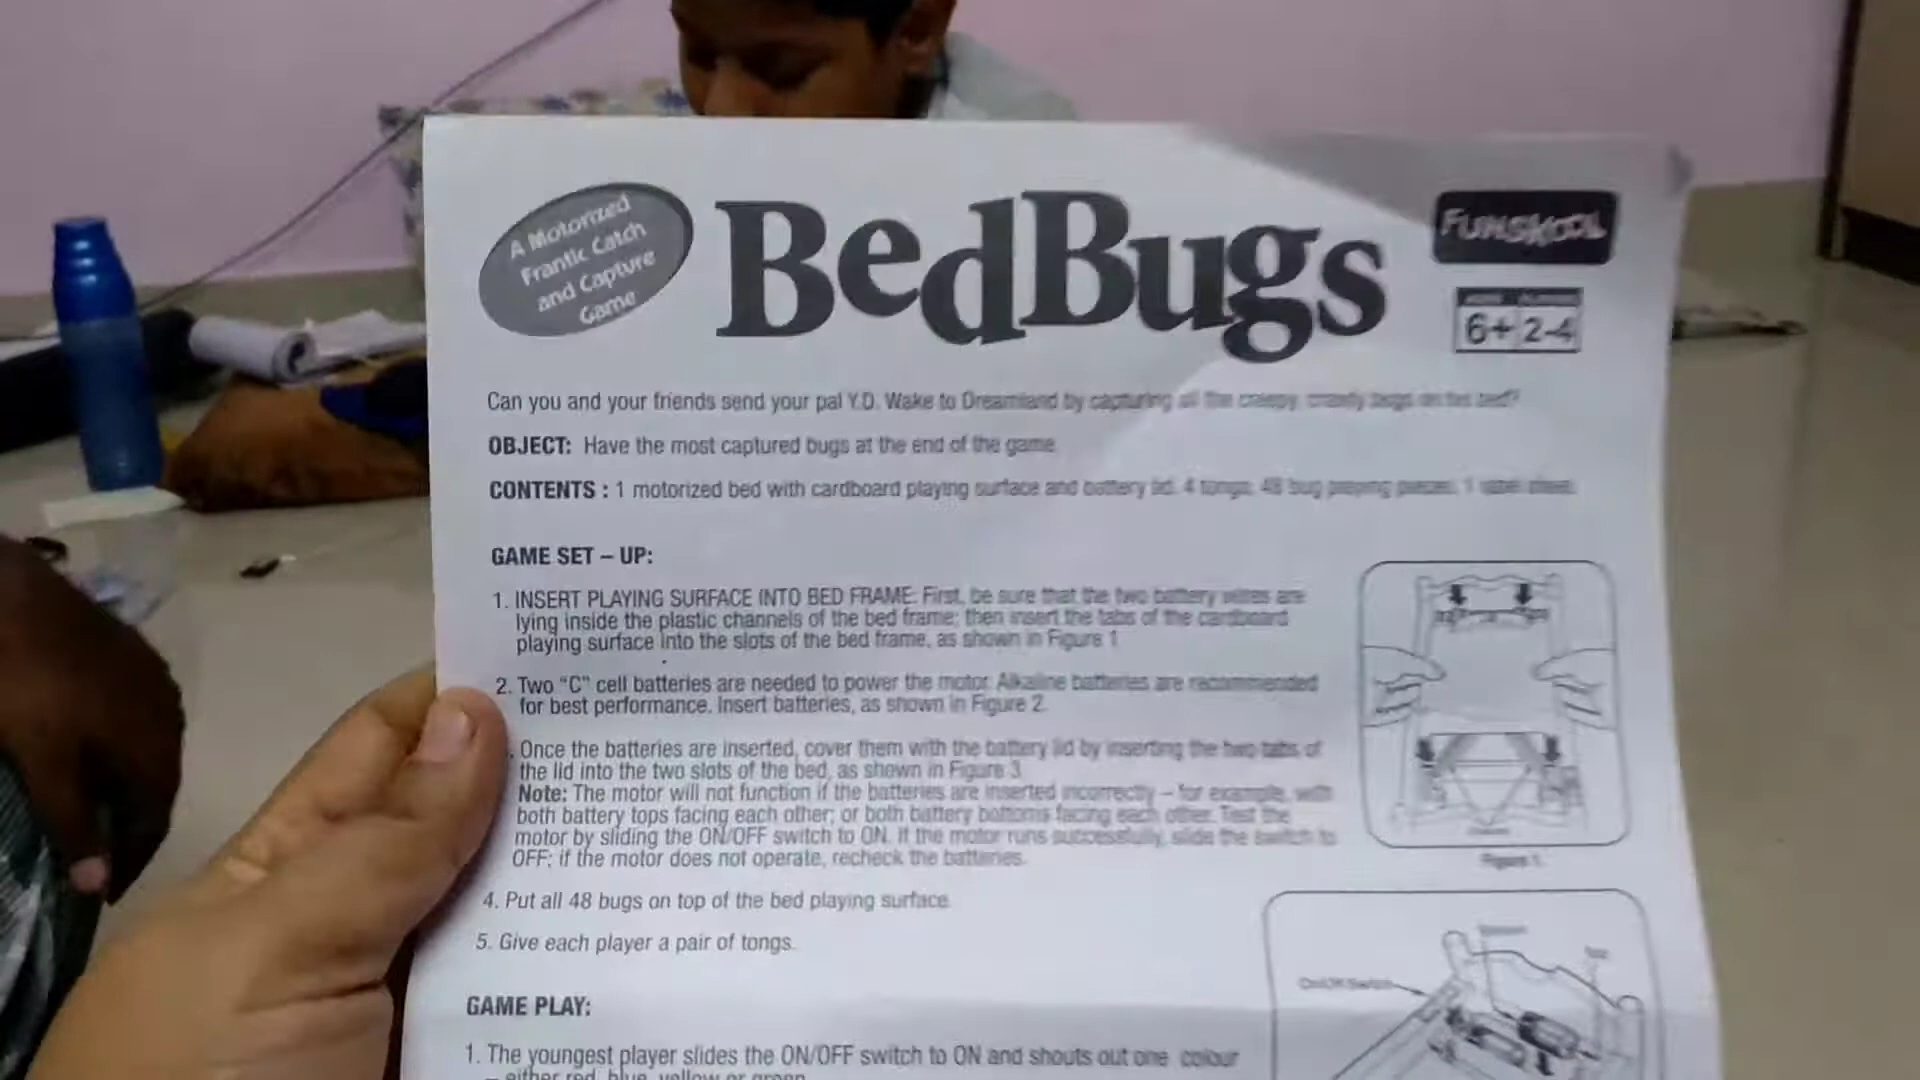 A Motorized
Frantic Catch
and Capture
Game
BedBugs
FUNSKOOL
6+ 2-4
Can you and your friends send your pal Y.D. Wake to Dreamland by capturing all the creepy, crawly bugs on his bed?
OBJECT: Have the most captured bugs at the end of the game
CONTENTS : 1 motorized bed with cardboard playing surface and battery lid, 4 tongs, 48 bug playing pieces, 1 label sheet.
GAME SET – UP:
1. INSERT PLAYING SURFACE INTO BED FRAME: First, be sure that the two battery wires are
lying inside the plastic channels of the bed frame; then insert the tabs of the cardboard
playing surface into the slots of the bed frame, as shown in Figure 1
2. Two "C" cell batteries are needed to power the motor. Alkaline batteries are recommended
for best performance. Insert batteries, as shown in Figure 2.
. Once the batteries are inserted, cover them with the battery lid by inserting the two tabs of
the lid into the two slots of the bed, as shown in Figure 3
Note: The motor will not function if the batteries are inserted incorrectly – for example, with
both battery tops facing each other; or both battery bottoms facing each other. Test the
motor by sliding the ON/OFF switch to ON. If the motor runs successfully, slide the switch to
OFF; if the motor does not operate, recheck the batteries.
Figure 1.
4. Put all 48 bugs on top of the bed playing surface.
5. Give each player a pair of tongs.
On/Off Switch
GAME PLAY:
1. The youngest player slides the ON/OFF switch to ON and shouts out one colour
– either red, blue, yellow or green